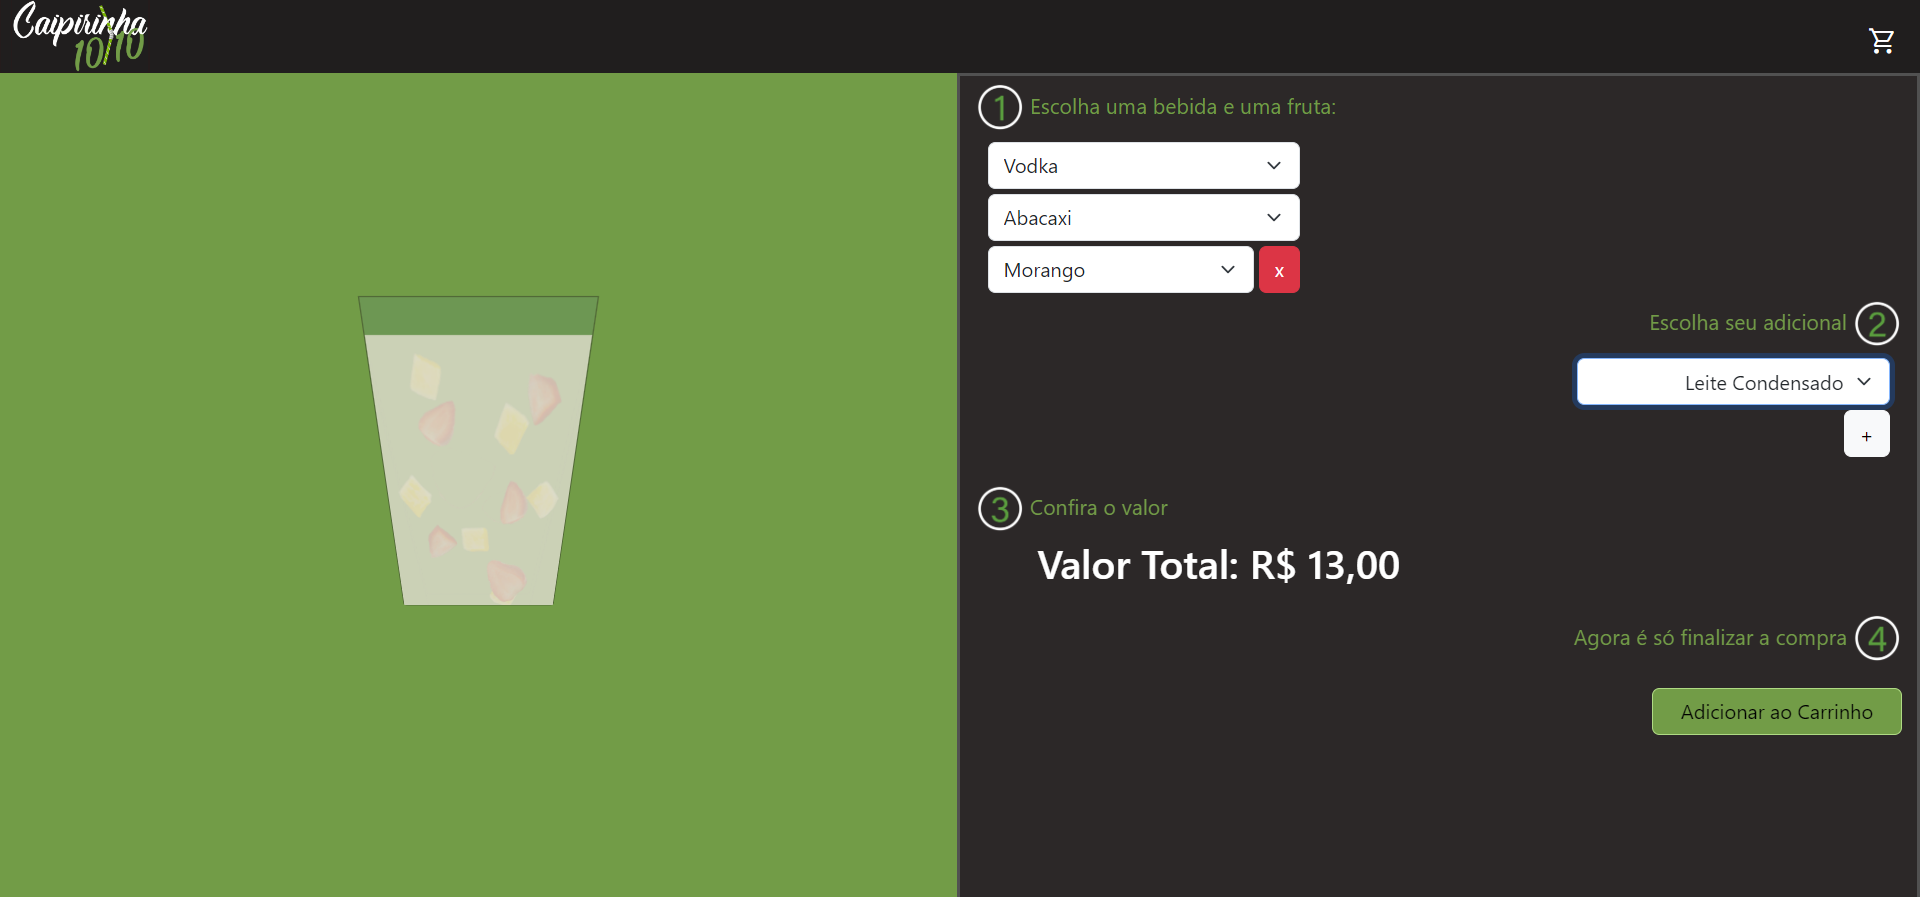 Caipirinha
10/10
1 Escolha uma bebida e uma fruta:
Vodka
Abacaxi
Morango x
Escolha seu adicional 2
Leite Condensado
+
3 Confira o valor
Valor Total: R$ 13,00
Agora é só finalizar a compra 4
Adicionar ao Carrinho